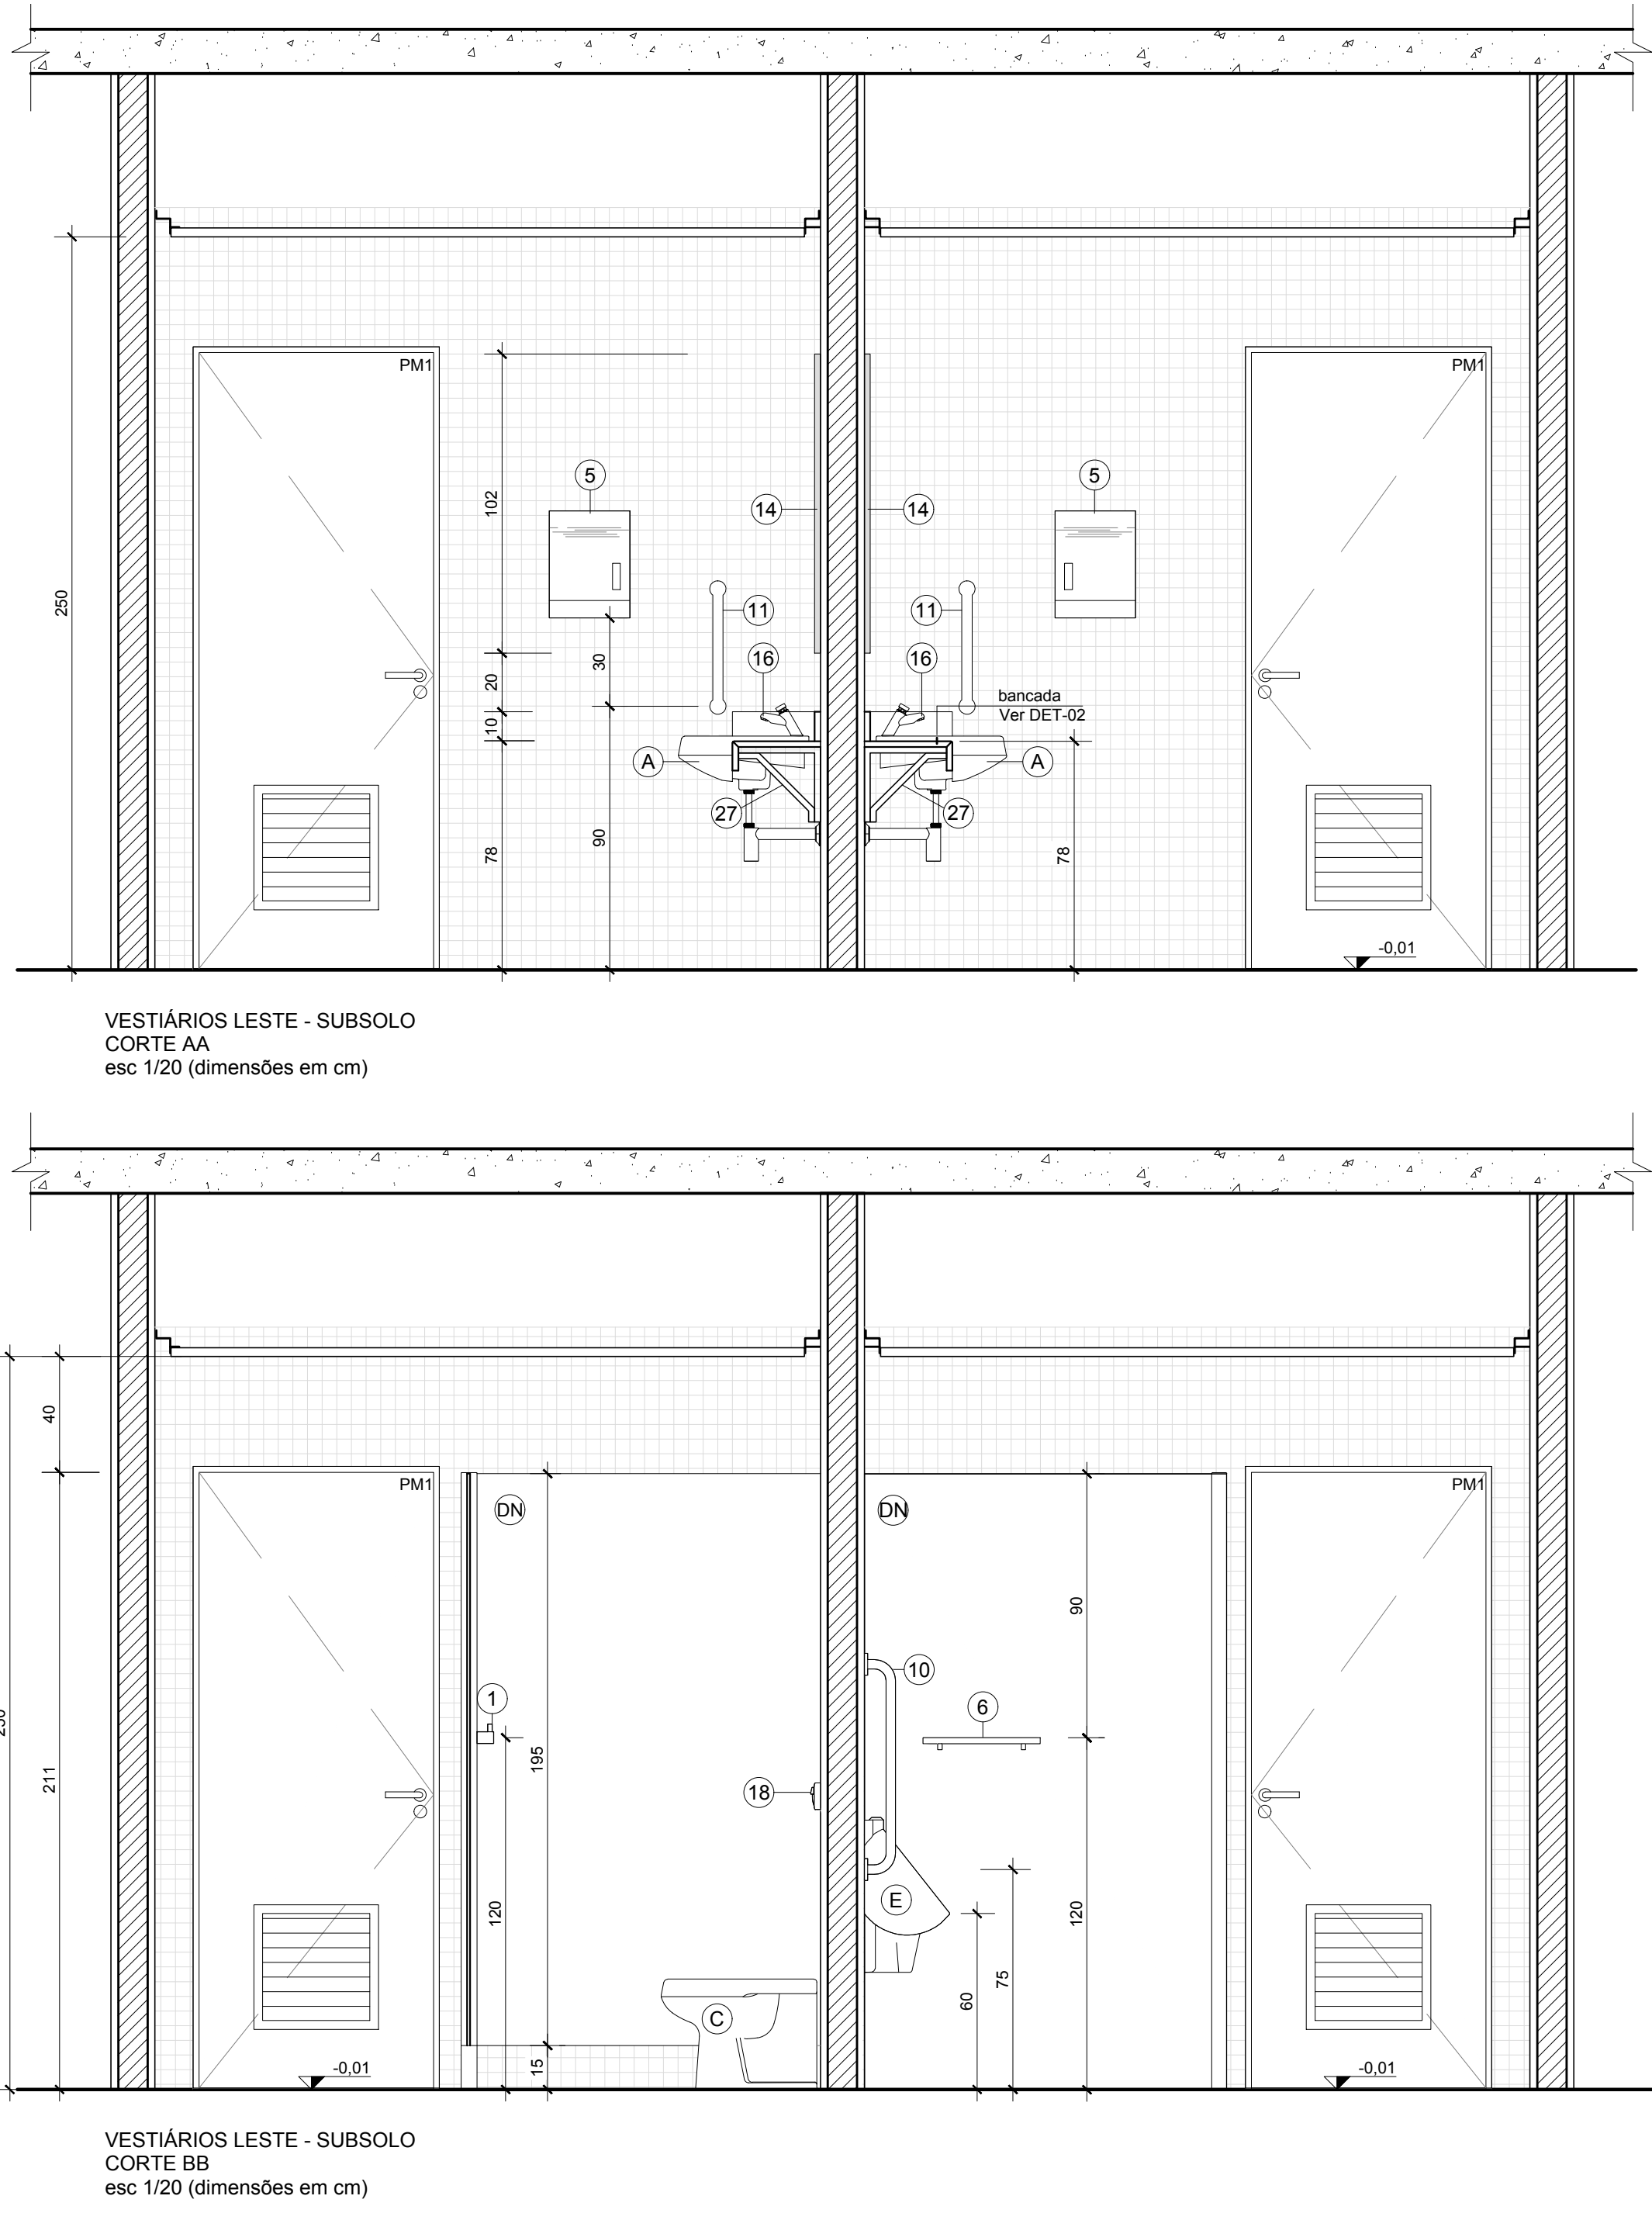 PM1
PM1
250
102
5
5
14
14
11
11
16
16
30
20
10
bancada
Ver DET-02
A
A
27
27
78
90
78
-0,01
VESTIÁRIOS LESTE - SUBSOLO
CORTE AA
esc 1/20 (dimensões em cm)
40
PM1
PM1
DN
DN
90
10
1
6
195
211
18
120
E
120
75
60
C
15
-0,01
-0,01
VESTIÁRIOS LESTE - SUBSOLO
CORTE BB
esc 1/20 (dimensões em cm)